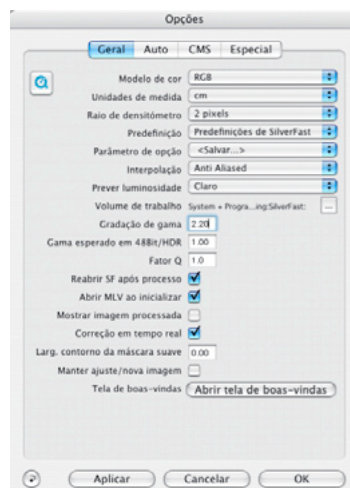 Opções
Geral Auto CMS Especial
Modelo de cor RGB
Unidades de medida cm
Raio de densitómetro 2 pixels
Predefinição Predefinições de SilverFast
Parâmetro de opção <Salvar...>
Interpolação Anti Aliased
Prever luminosidade Claro
Volume de trabalho System + Progra...ing:SilverFast: ...
Gradação de gama 2.20
Gama esperado em 48Bit/HDR 1.00
Fator Q 1.0
Reabrir SF após processo
Abrir MLV ao inicializar
Mostrar imagem processada
Correção em tempo real
Larg. contorno da máscara suave 0.00
Manter ajuste/nova imagem
Tela de boas-vindas Abrir tela de boas-vindas
Aplicar Cancelar OK